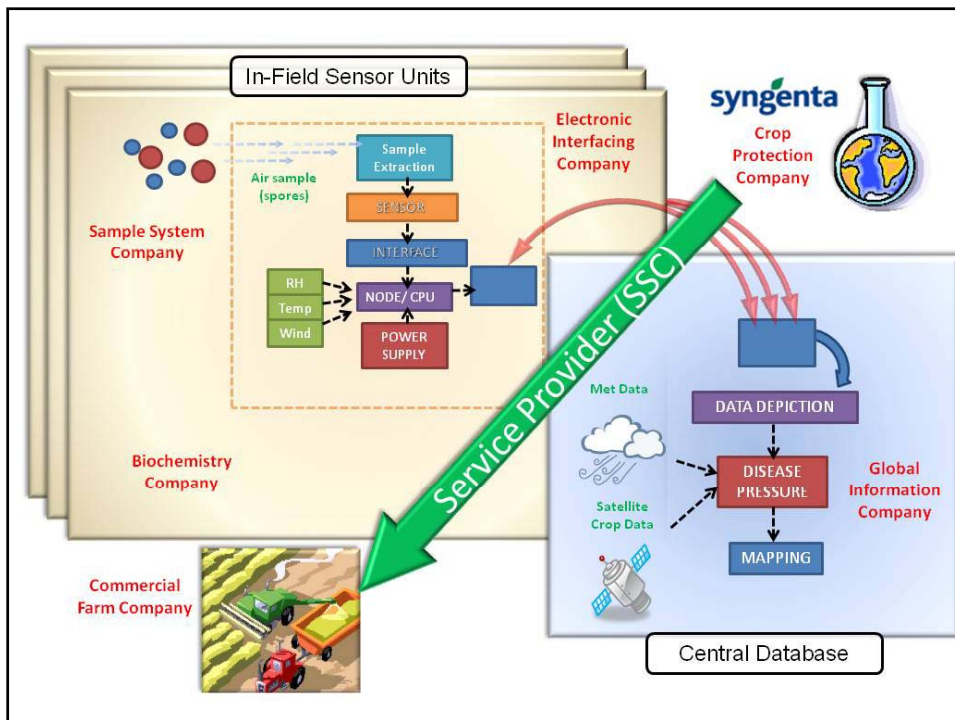 In-Field Sensor Units
syngenta
Crop
Protection
Company
Electronic
Interfacing
Company
Sample
Extraction
Air sample
(spores)
SENSOR
Sample System
Company
INTERFACE
RH
Temp
Wind
NODE/ CPU
POWER
SUPPLY
Service Provider (SSC)
Met Data
DATA DEPICTION
Biochemistry
Company
DISEASE
PRESSURE
Global
Information
Company
Satellite
Crop Data
MAPPING
Commercial
Farm Company
Central Database